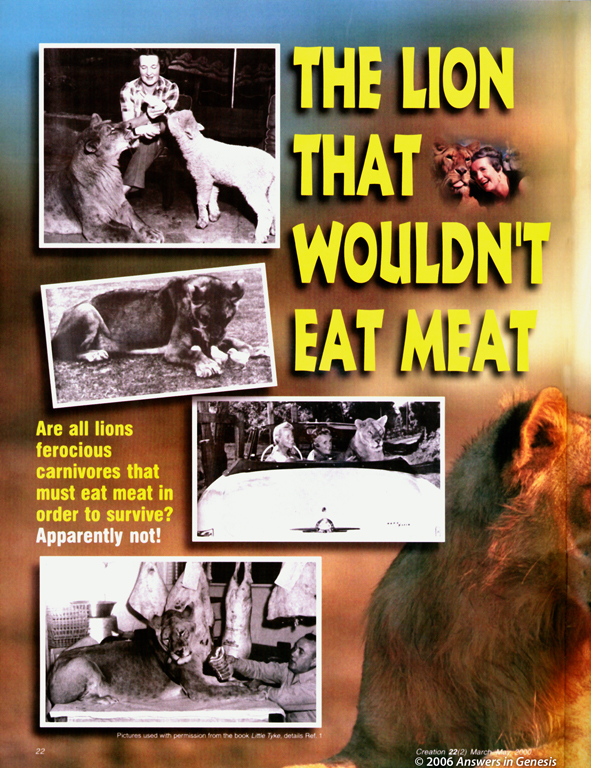 THE LION
THAT
WOULDN'T
EAT MEAT
Are all lions
ferocious
carnivores that
must eat meat in
order to survive?
Apparently not!
Pictures used with permission from the book Little Tyke, details Ref. 1
22
Creation 22(2) March–May 2000
© 2006 Answers in Genesis